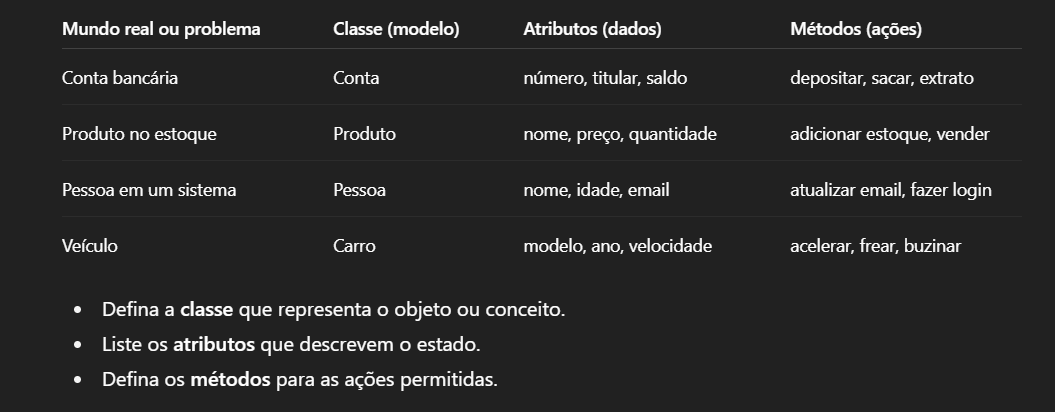 Mundo real ou problema Classe (modelo) Atributos (dados) Métodos (ações)
Conta bancária Conta número, titular, saldo depositar, sacar, extrato
Produto no estoque Produto nome, preço, quantidade adicionar estoque, vender
Pessoa em um sistema Pessoa nome, idade, email atualizar email, fazer login
Veículo Carro modelo, ano, velocidade acelerar, frear, buzinar
• Defina a classe que representa o objeto ou conceito.
• Liste os atributos que descrevem o estado.
• Defina os métodos para as ações permitidas.